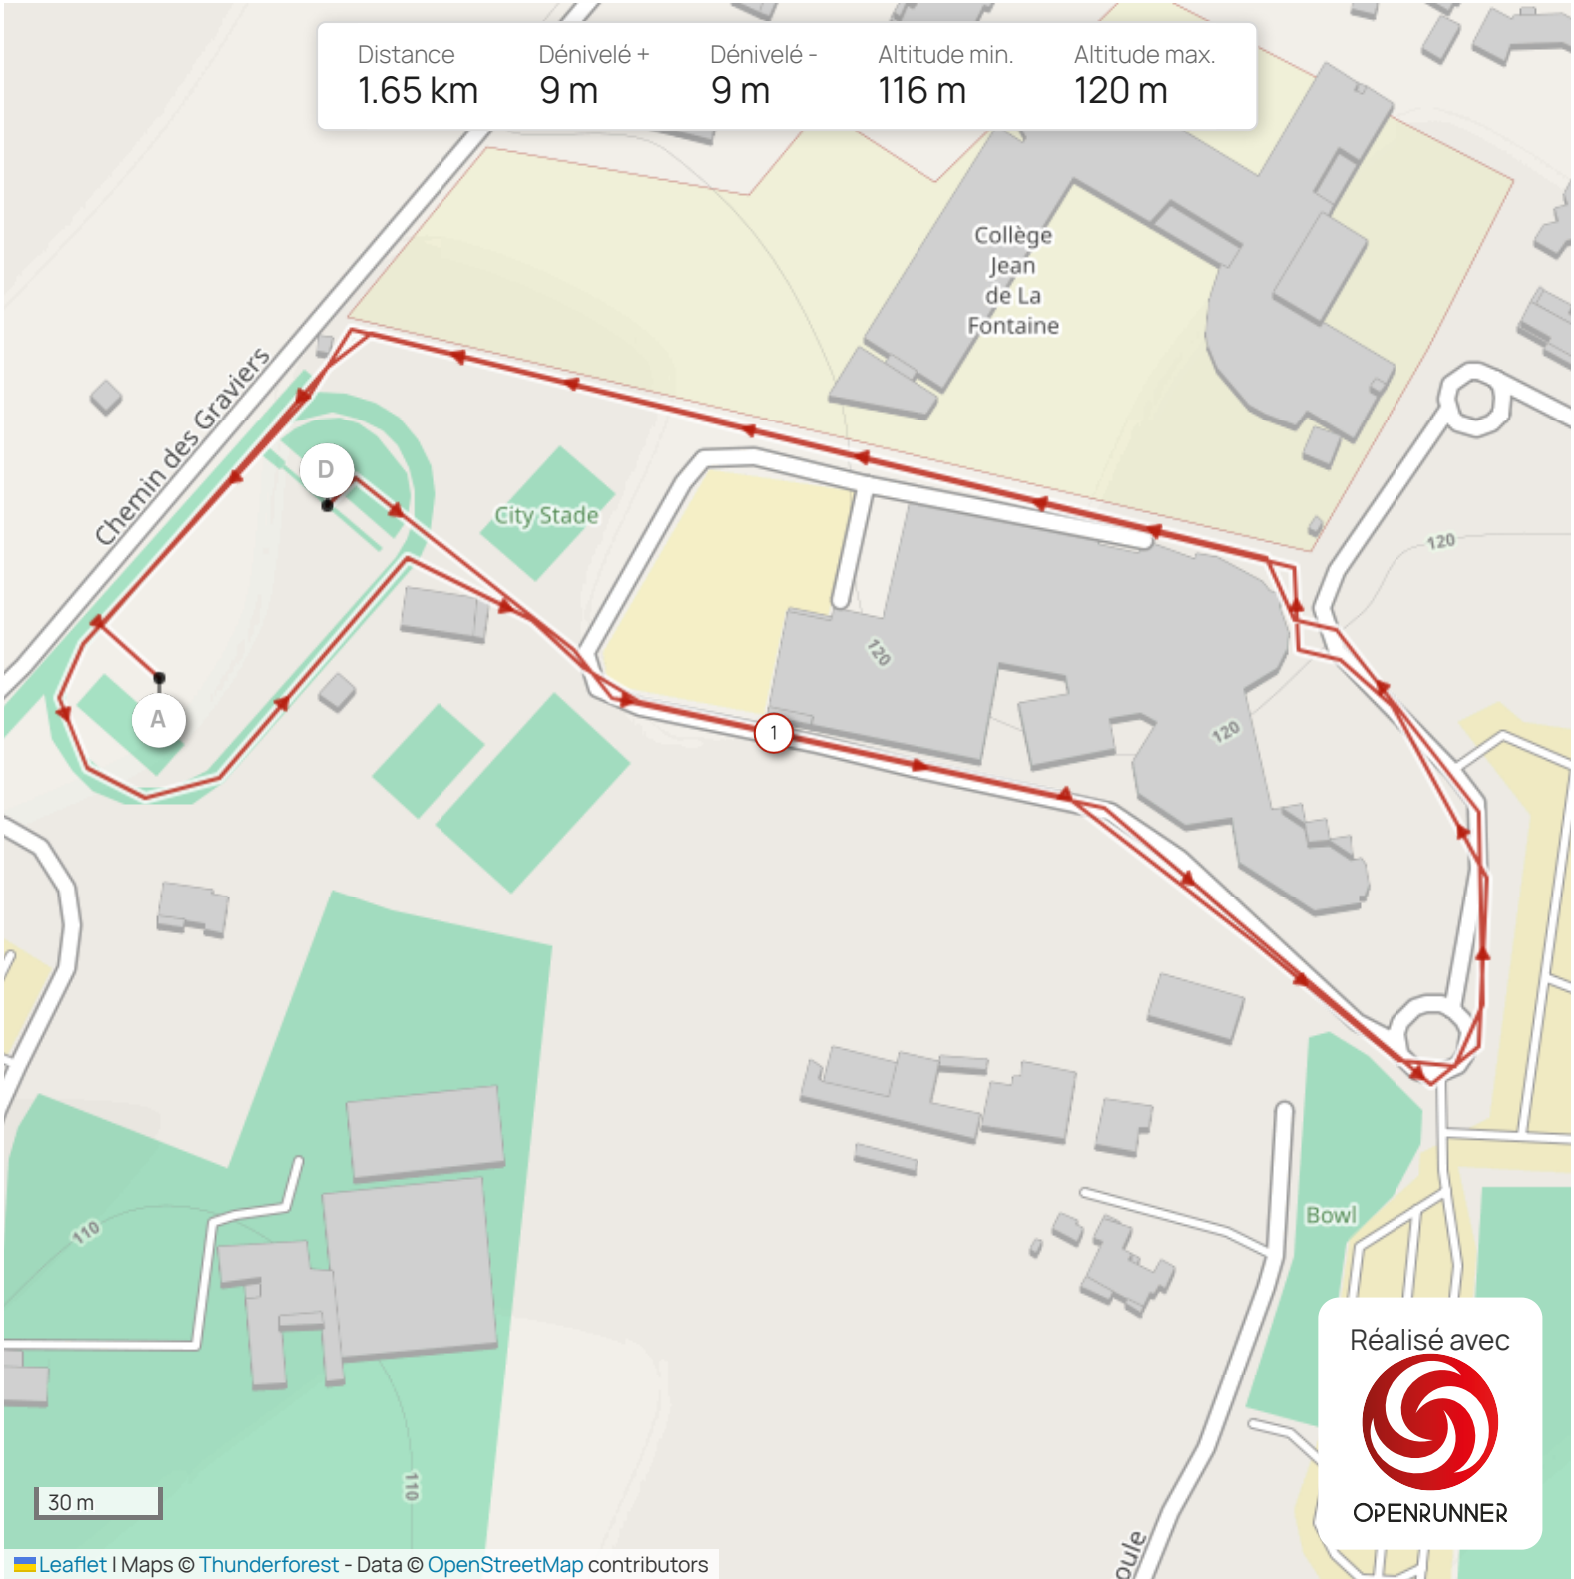 Distance
1.65 km
Dénivelé +
9 m
Dénivelé -
9 m
Altitude min.
116 m
Altitude max.
120 m
Collège
Jean
de La
Fontaine
Chemin des Graviers
D
City Stade
120
120
A
1
120
110
Bowl
110
Réalisé avec
OPENRUNNER
30 m
oule
Leaflet | Maps © Thunderforest - Data © OpenStreetMap contributors